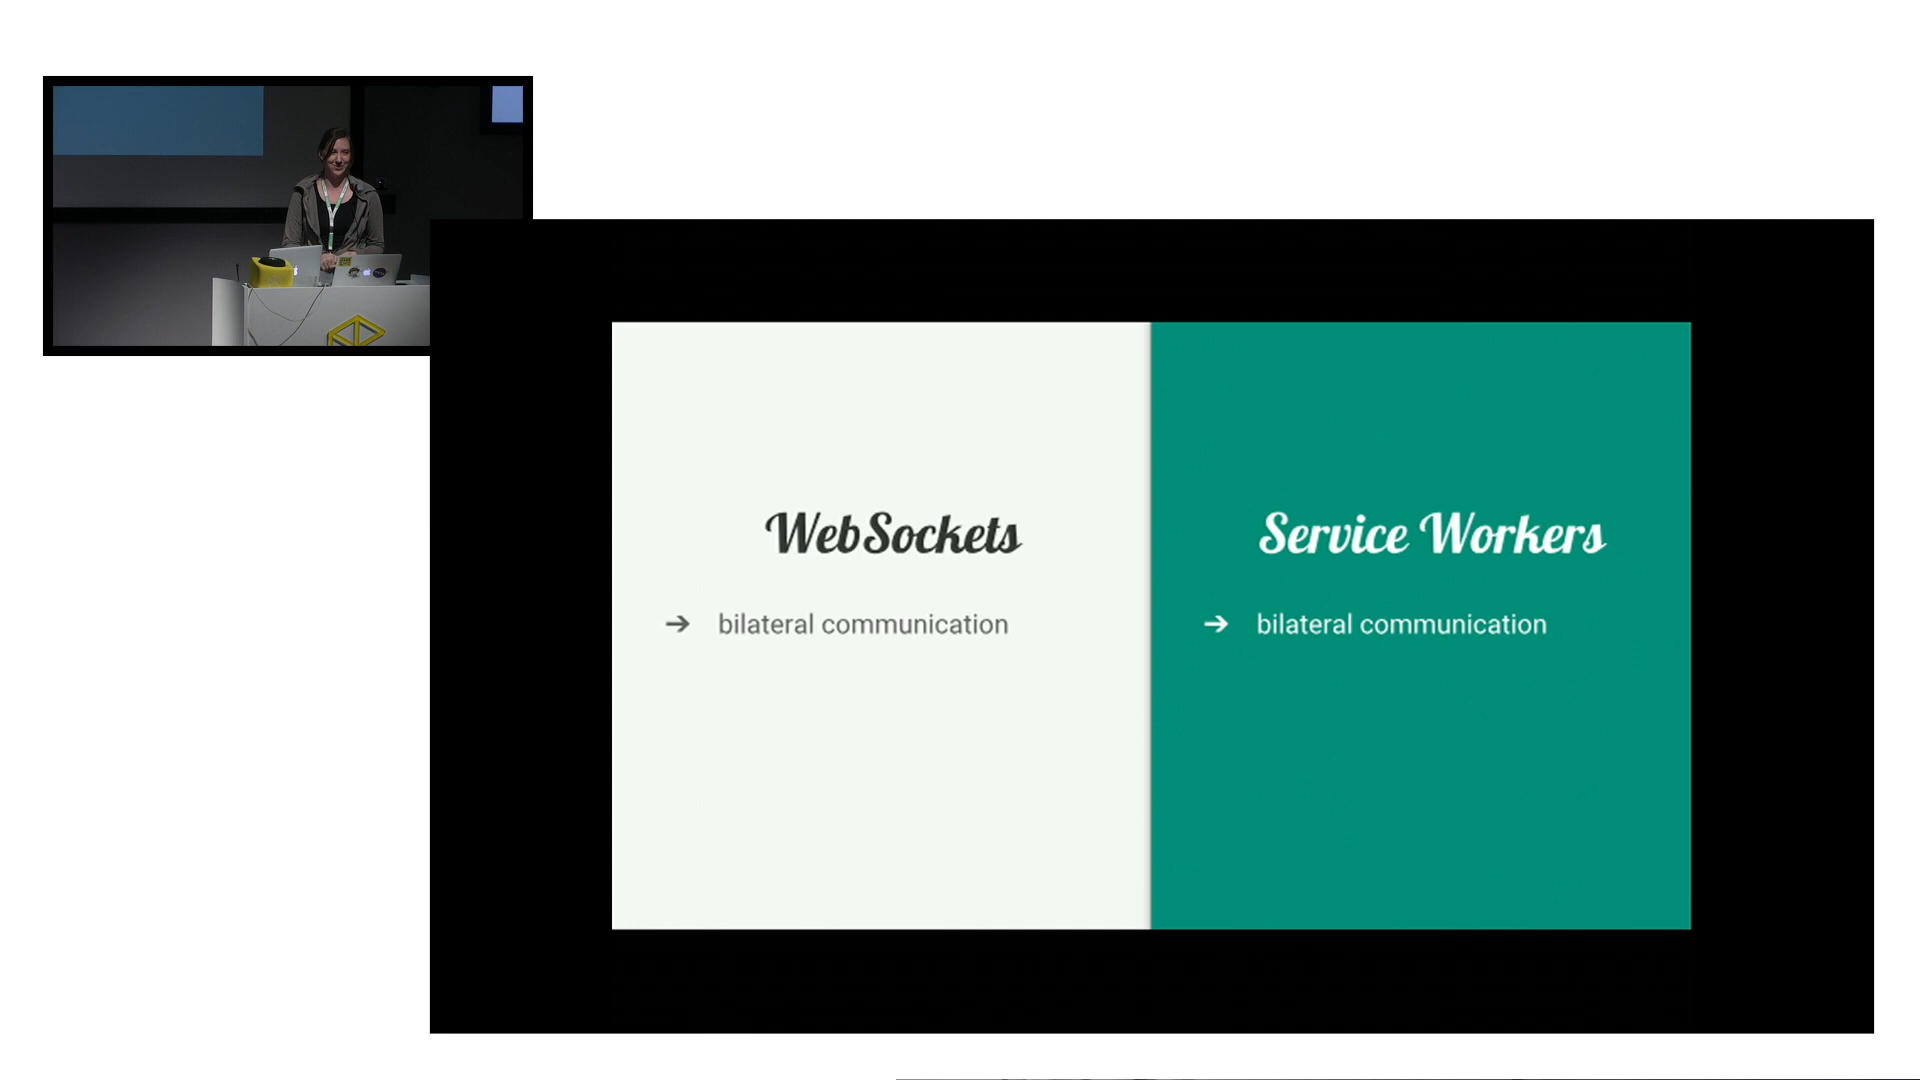 WebSockets
➔ bilateral communication
Service Workers
➔ bilateral communication